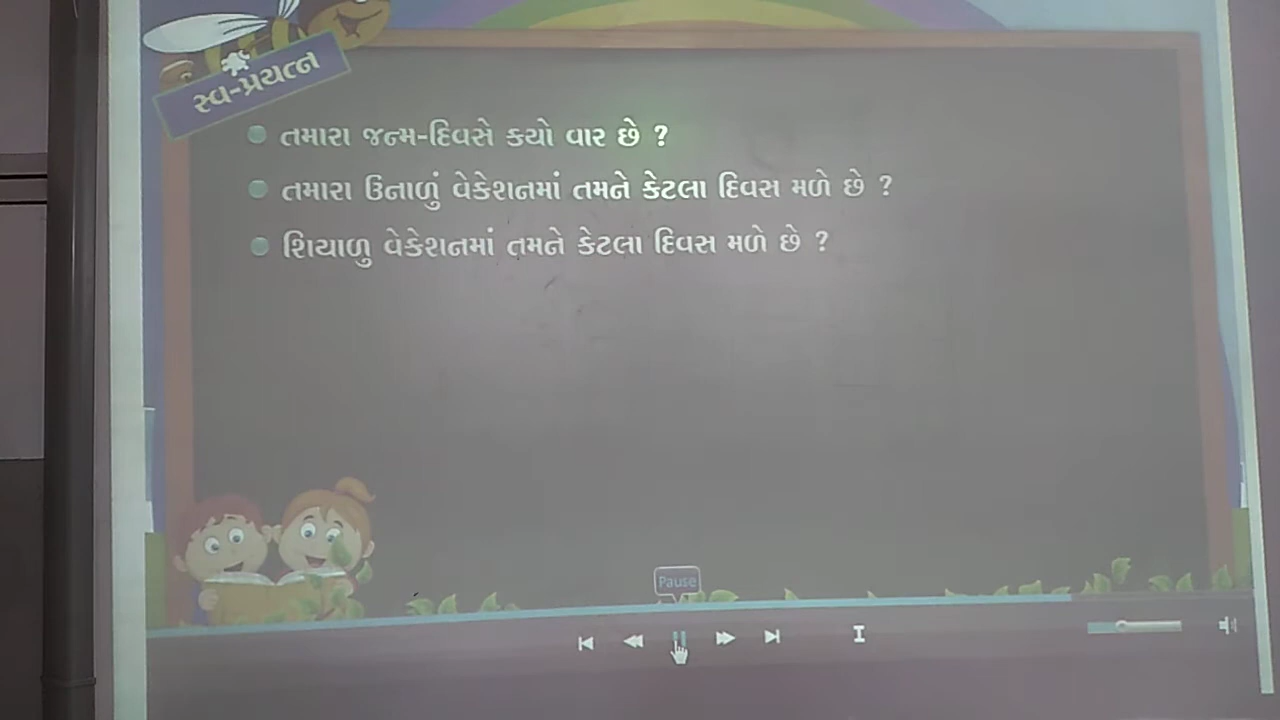 સ્વ-પ્રયત્ન
તમારા જન્મ-દિવસે કયો વાર છે ?
તમારા ઉનાળું વેકેશનમાં તમને કેટલા દિવસ મળે છે ?
શિયાળુ વેકેશનમાં તમને કેટલા દિવસ મળે છે ?
Pause